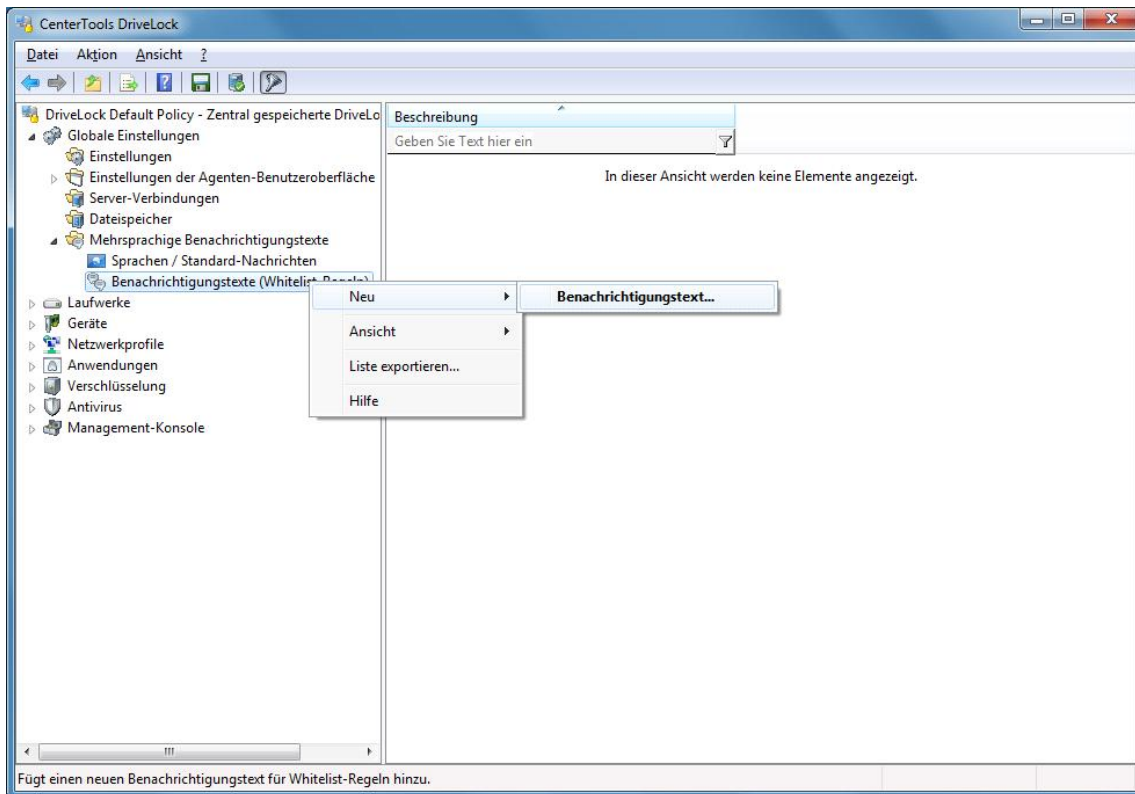 CenterTools DriveLock
Datei Aktion Ansicht ?
DriveLock Default Policy - Zentral gespeicherte DriveLo
Globale Einstellungen
Einstellungen
Einstellungen der Agenten-Benutzeroberfläche
Server-Verbindungen
Dateispeicher
Mehrsprachige Benachrichtigungstexte
Sprachen / Standard-Nachrichten
Benachrichtigungstexte (Whitelist-Regeln)
Laufwerke
Geräte
Netzwerkprofile
Anwendungen
Verschlüsselung
Antivirus
Management-Konsole
Beschreibung
Geben Sie Text hier ein
In dieser Ansicht werden keine Elemente angezeigt.
Neu
Ansicht
Liste exportieren...
Hilfe
Benachrichtigungstext...
Fügt einen neuen Benachrichtigungstext für Whitelist-Regeln hinzu.